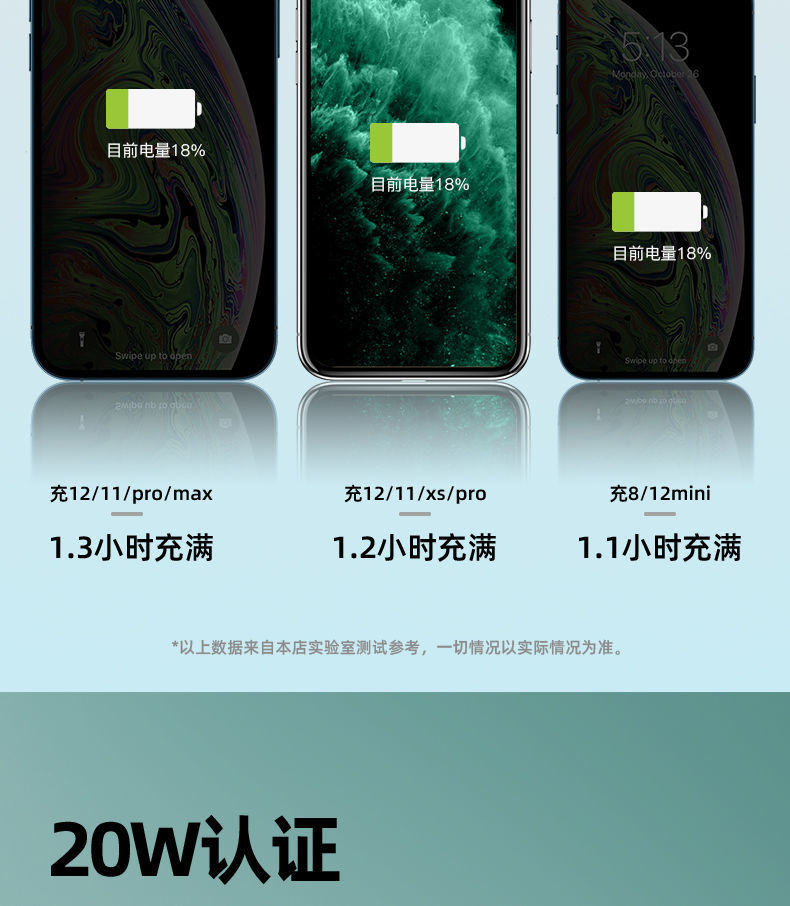 5:13
Monday, October 26
目前电量18%
目前电量18%
目前电量18%
Swipe up to open
Swipe up to open
充12/11/pro/max
充12/11/xs/pro
充8/12mini
1.3小时充满
1.2小时充满
1.1小时充满
*以上数据来自本店实验室测试参考，一切情况以实际情况为准。
20W认证